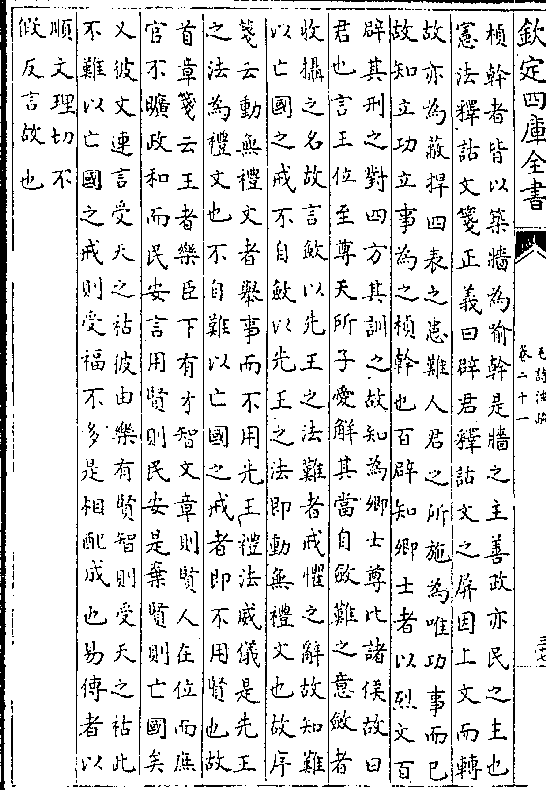 欽定四庫全書
毛詩注疏
卷二十一
三十七
楨幹者皆以築牆為喻幹是牆之主善政亦民之主也
憲法釋詁文箋正義曰辟君釋詁文之屏因上文而轉
故亦為蔽捍四表之患難人君之所施為唯功事而已
故知立功立事為之楨幹也百辟知卿士者以烈文百
辟其刑之對四方其訓之故知為卿士尊比諸侯故曰
君也言王位至尊天所子愛解其當自斂難之意斂者
收攝之名故言斂以先王之法難者戒懼之辭故知難
以亡國之戒不自斂以先王之法即動無禮文也故序
箋云動無禮文者舉事而不用先王禮法威儀是先王
之法為禮文也不自難以亡國之戒者即不用賢也故
首章箋云王者樂臣下有才智文章則賢人在位而庶
官不曠政和而民安言用賢則民安是棄賢則亡國矣
又彼文連言受天之祜彼由樂有賢智則受天之祜此
不難以亡國之戒則受福不多是相配成也易傳者以
順文理切不
假反言故也